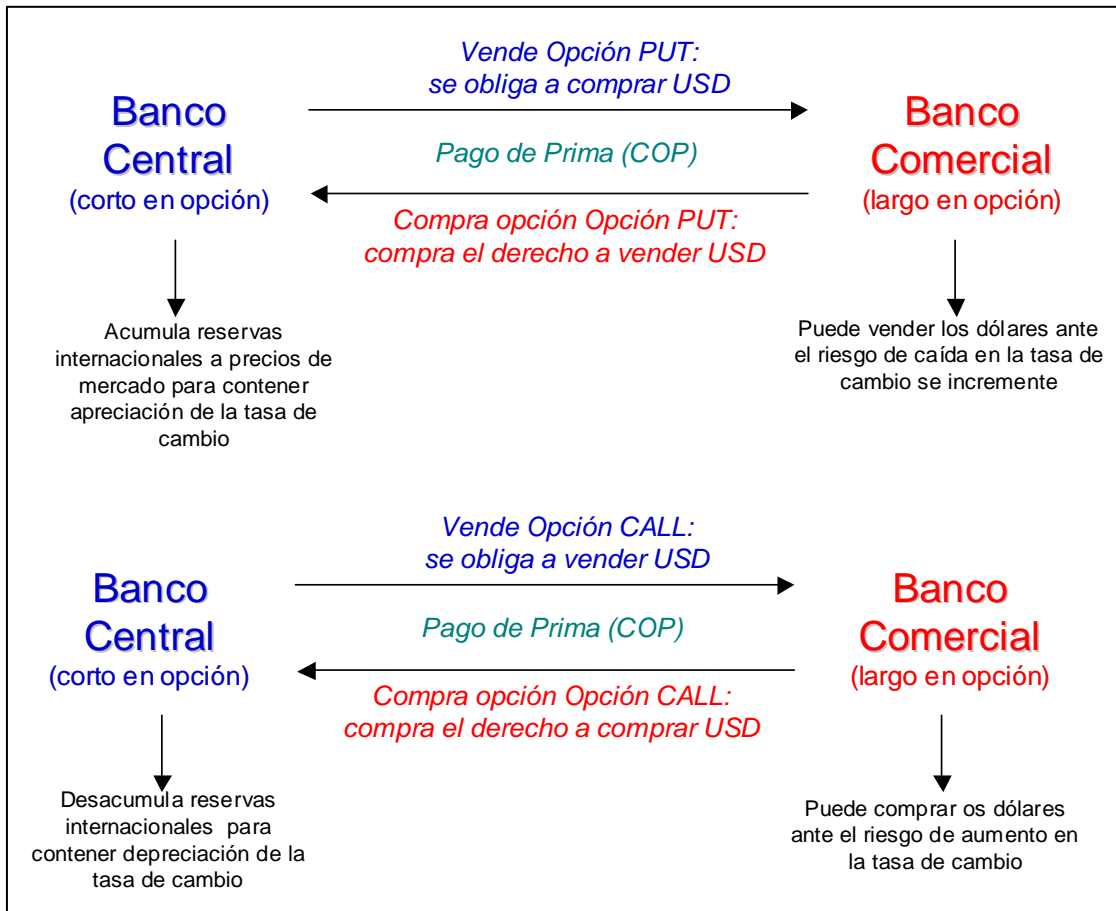 Vende Opción PUT:
se obliga a comprar USD
Banco
Central
(corto en opción)
Pago de Prima (COP)
Banco
Comercial
(largo en opción)
Compra opción Opción PUT:
compra el derecho a vender USD
Acumula reservas
internacionales a precios de
mercado para contener
apreciación de la tasa de
cambio
Puede vender los dólares ante
el riesgo de caída en la tasa de
cambio se incremente
Vende Opción CALL:
se obliga a vender USD
Banco
Central
(corto en opción)
Pago de Prima (COP)
Banco
Comercial
(largo en opción)
Compra opción Opción CALL:
compra el derecho a comprar USD
Desacumula reservas
internacionales para
contener depreciación de la
tasa de cambio
Puede comprar os dólares
ante el riesgo de aumento en
la tasa de cambio